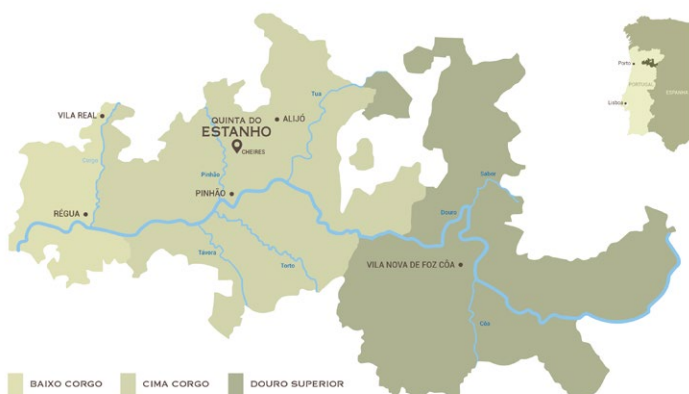 VILA REAL
Corgo
RÉGUA
QUINTA DO
ESTANHO
CHEIRES
ALIJÓ
Tua
Pinhão
PINHÃO
Távora
Torto
Douro
Sabor
VILA NOVA DE FOZ CÔA
Côa
Porto
PORTUGAL
Lisboa
ESPANHA
BAIXO CORGO
CIMA CORGO
DOURO SUPERIOR